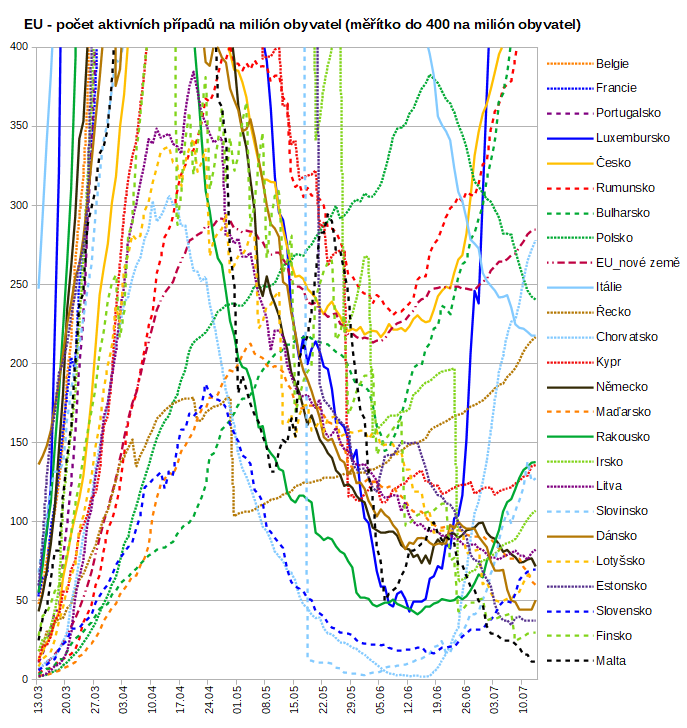 EU - počet aktivních případů na milión obyvatel (měřítko do 400 na milión obyvatel)
400
350
300
250
200
150
100
50
0
13.03
20.03
27.03
03.04
10.04
17.04
24.04
01.05
08.05
15.05
22.05
29.05
05.06
12.06
19.06
26.06
03.07
10.07
Belgie
Francie
Portugalsko
Luxembursko
Česko
Rumunsko
Bulharsko
Polsko
EU_nové země
Itálie
Řecko
Chorvatsko
Kypr
Německo
Maďarsko
Rakousko
Irsko
Litva
Slovinsko
Dánsko
Lotyšsko
Estonsko
Slovensko
Finsko
Malta